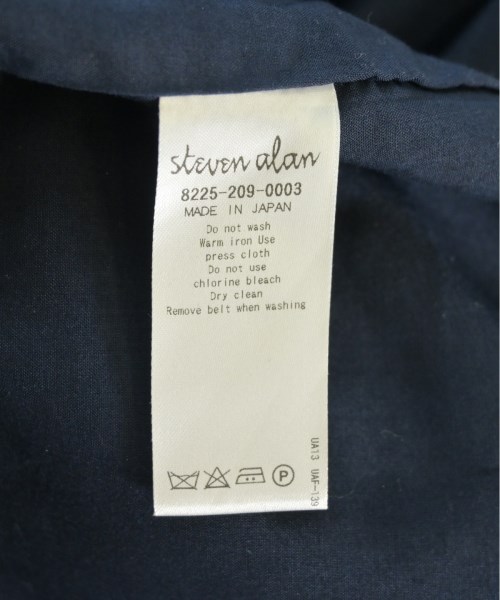 steven alan
8225-209-0003
MADE IN JAPAN
Do not wash
Warm iron Use
press cloth
Do not use
chlorine bleach
Dry clean
Remove belt when washing
P
UA13 UAF-139